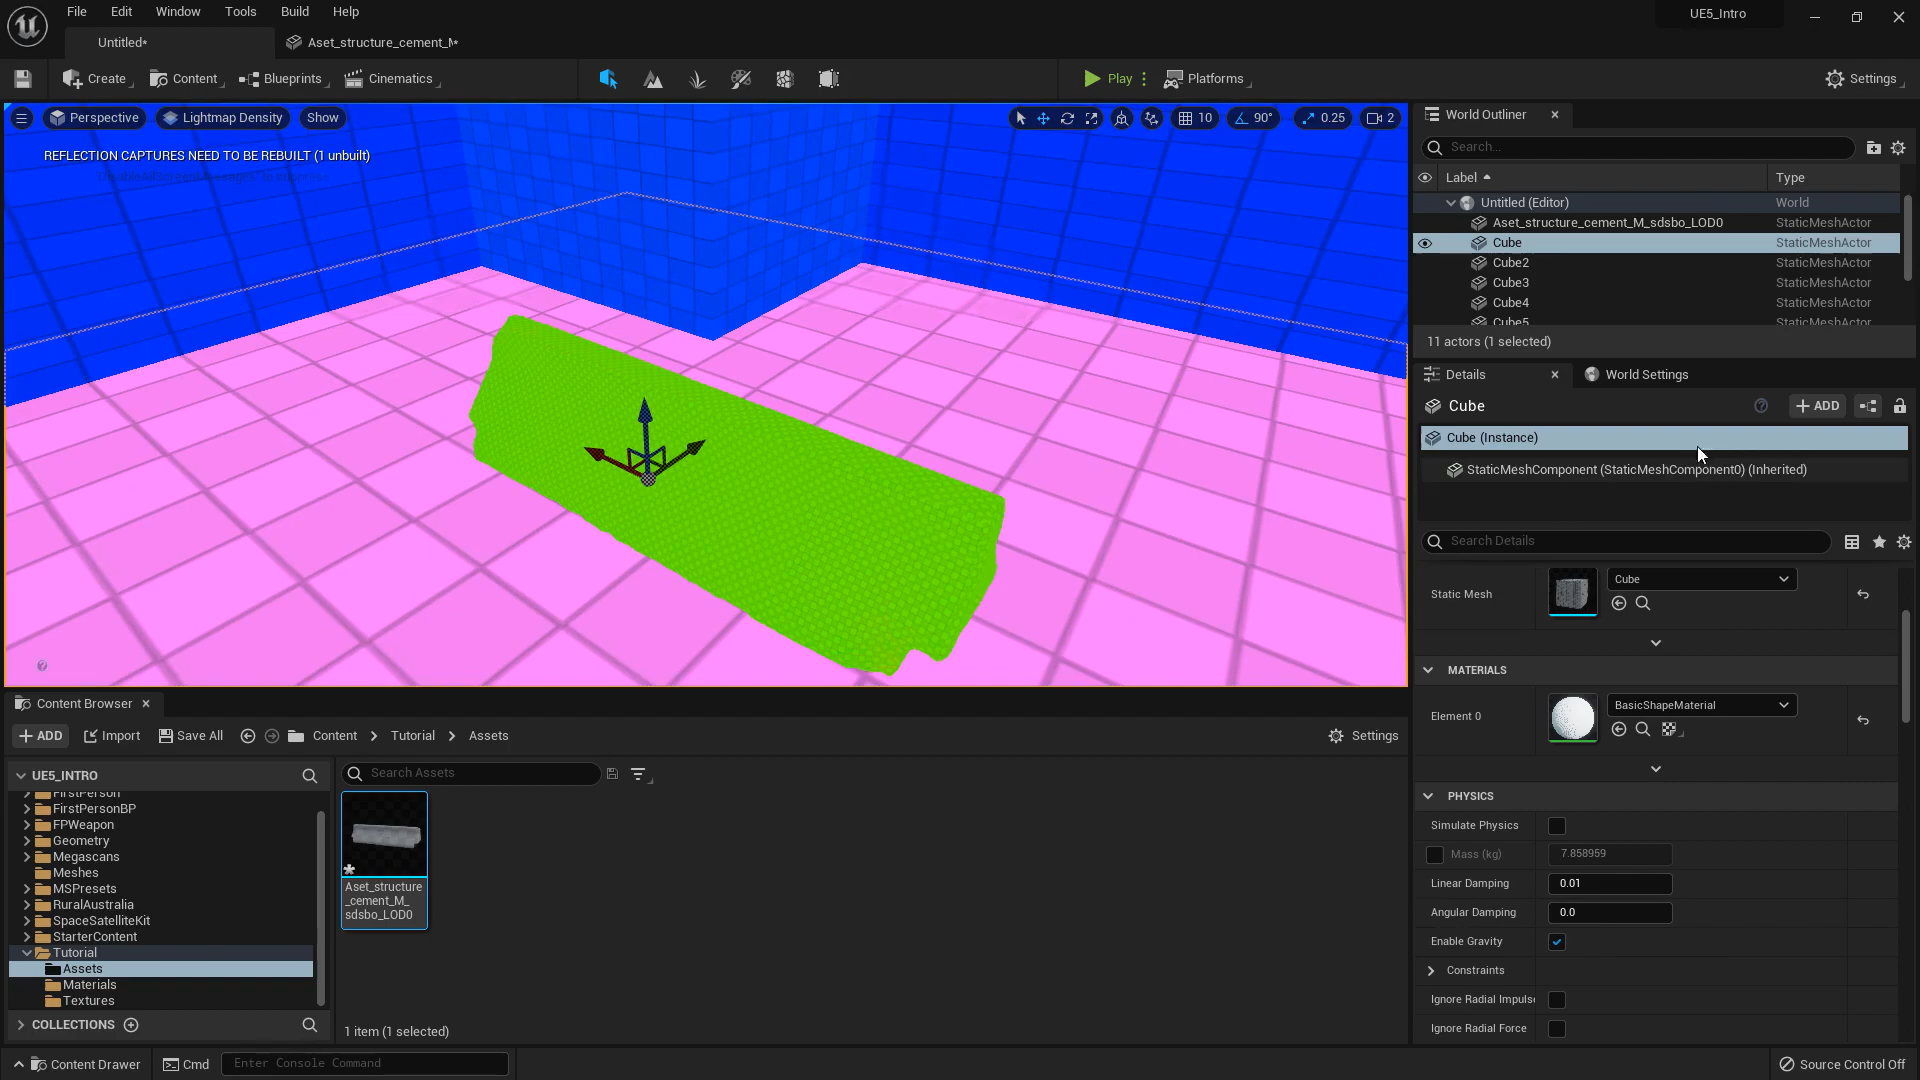 File Edit Window Tools Build Help
UE5_Intro
Untitled*
Aset_structure_cement_M*
Create
Content
Blueprints
Cinematics
Play
Platforms
Settings
Perspective
Lightmap Density
Show
10
90°
0.25
2
REFLECTION CAPTURES NEED TO BE REBUILT (1 unbuilt)
World Outliner
Search...
Label
Type
Untitled (Editor) World
Aset_structure_cement_M_sdsbo_LOD0 StaticMeshActor
Cube StaticMeshActor
Cube2 StaticMeshActor
Cube3 StaticMeshActor
Cube4 StaticMeshActor
Cube5 StaticMeshActor
11 actors (1 selected)
Details
World Settings
Cube
ADD
Cube (Instance)
StaticMeshComponent (StaticMeshComponent0) (Inherited)
Search Details
Static Mesh
Cube
MATERIALS
Element 0
BasicShapeMaterial
PHYSICS
Simulate Physics
Mass (kg) 7.858959
Linear Damping 0.01
Angular Damping 0.0
Enable Gravity
Constraints
Ignore Radial Impuls
Ignore Radial Force
Content Browser
ADD
Import
Save All
Content
Tutorial
Assets
Settings
UE5_INTRO
FirstPerson
FirstPersonBP
FPWeapon
Geometry
Megascans
Meshes
MSPresets
RuralAustralia
SpaceSatelliteKit
StarterContent
Tutorial
Assets
Materials
Textures
COLLECTIONS
Search Assets
Aset_structure
_cement_M_
sdsbo_LOD0
1 item (1 selected)
Content Drawer
Cmd
Enter Console Command
Source Control Off